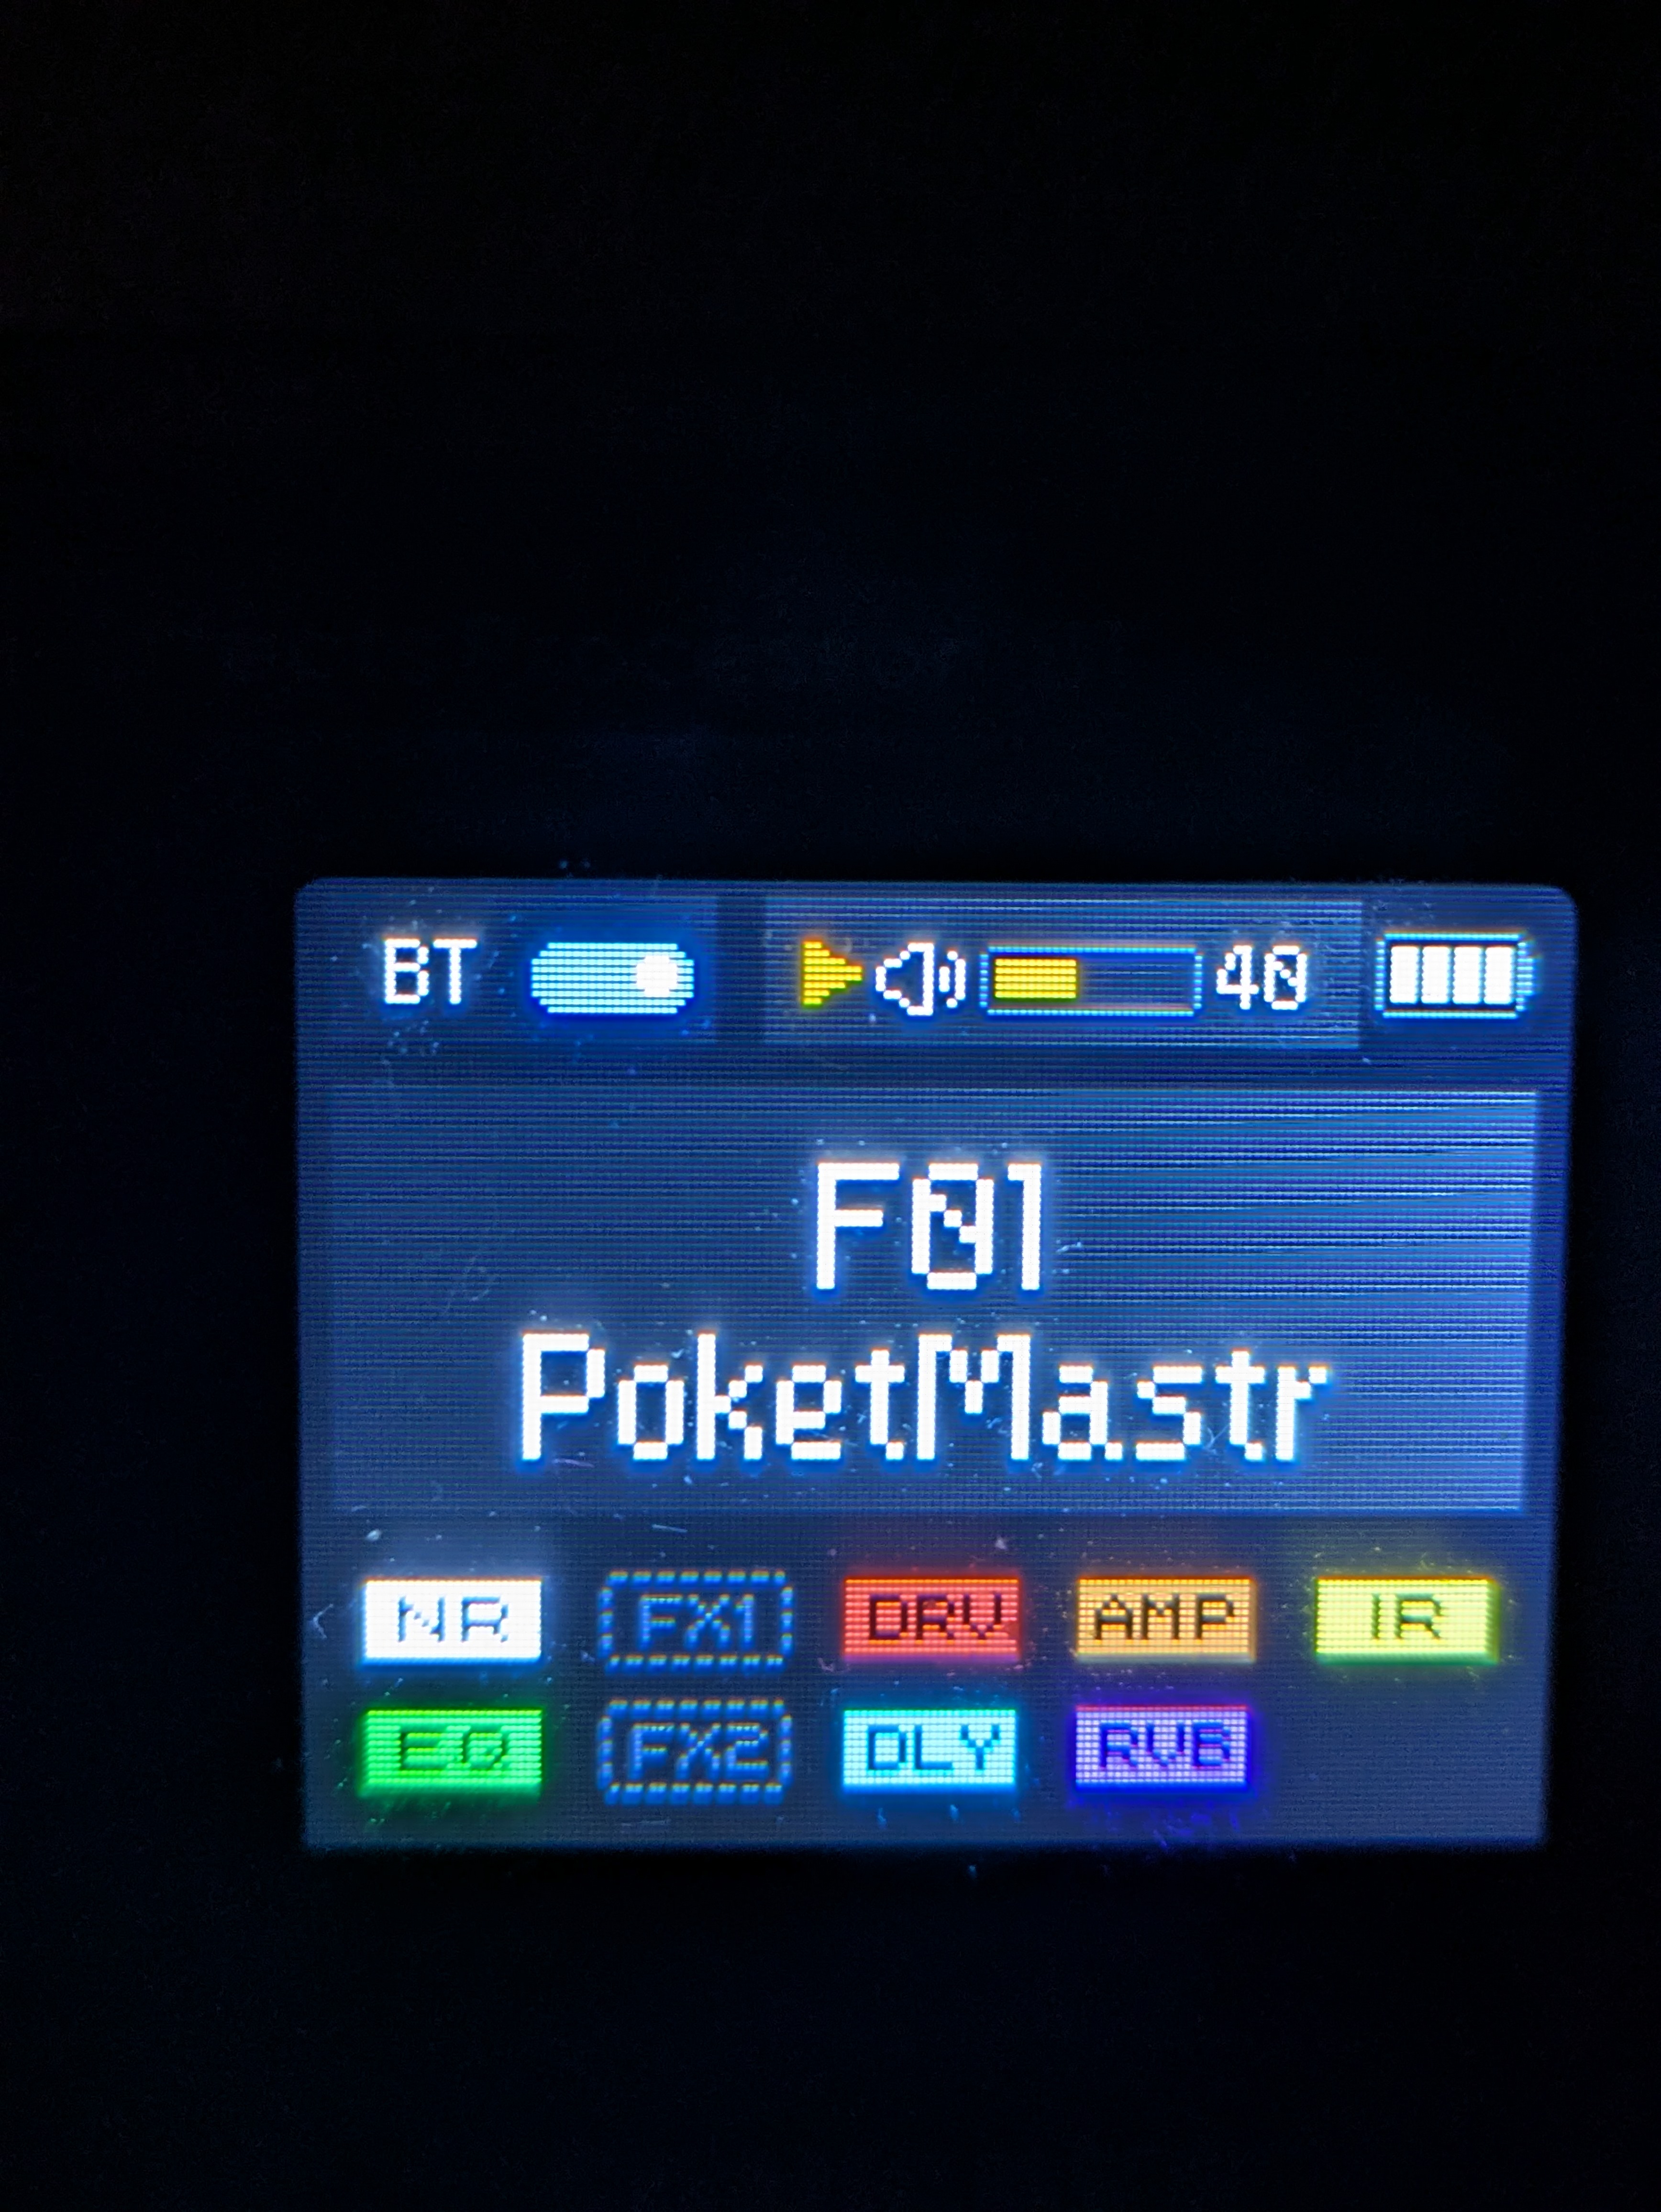 BT 40
F01
PoketMastr
NR FX1 DRV AMP IR
EQ FX2 DLY RVB